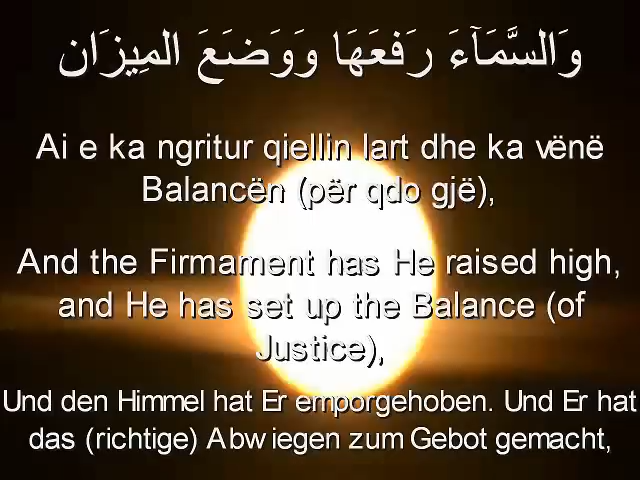 وَالسَّمَآءَ رَفَعَهَا وَوَضَعَ المِيزَان
Ai e ka ngritur qiellin lart dhe ka vënë
Balancën (për qdo gjë),
And the Firmament has He raised high,
and He has set up the Balance (of
Justice),
Und den Himmel hat Er emporgehoben. Und Er hat
das (richtige) Abwiegen zum Gebot gemacht,